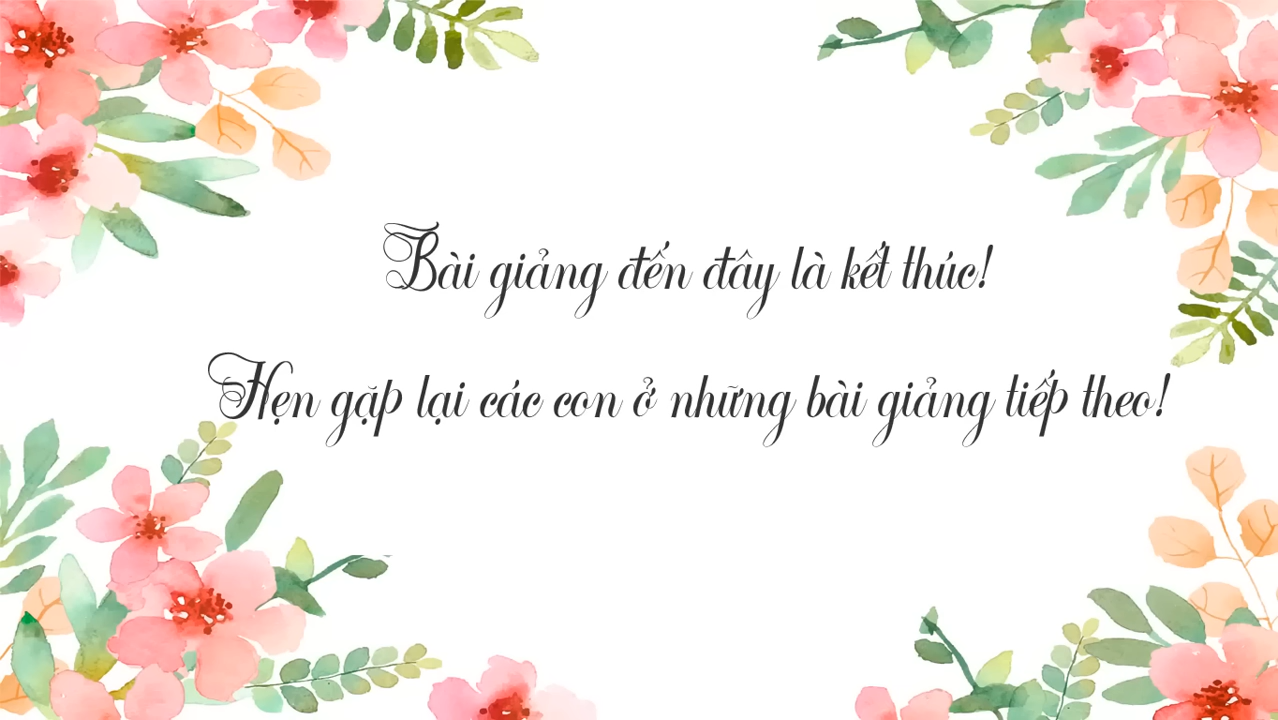 Bài giảng đến đây là kết thúc!
Hẹn gặp lại các con ở những bài giảng tiếp theo!